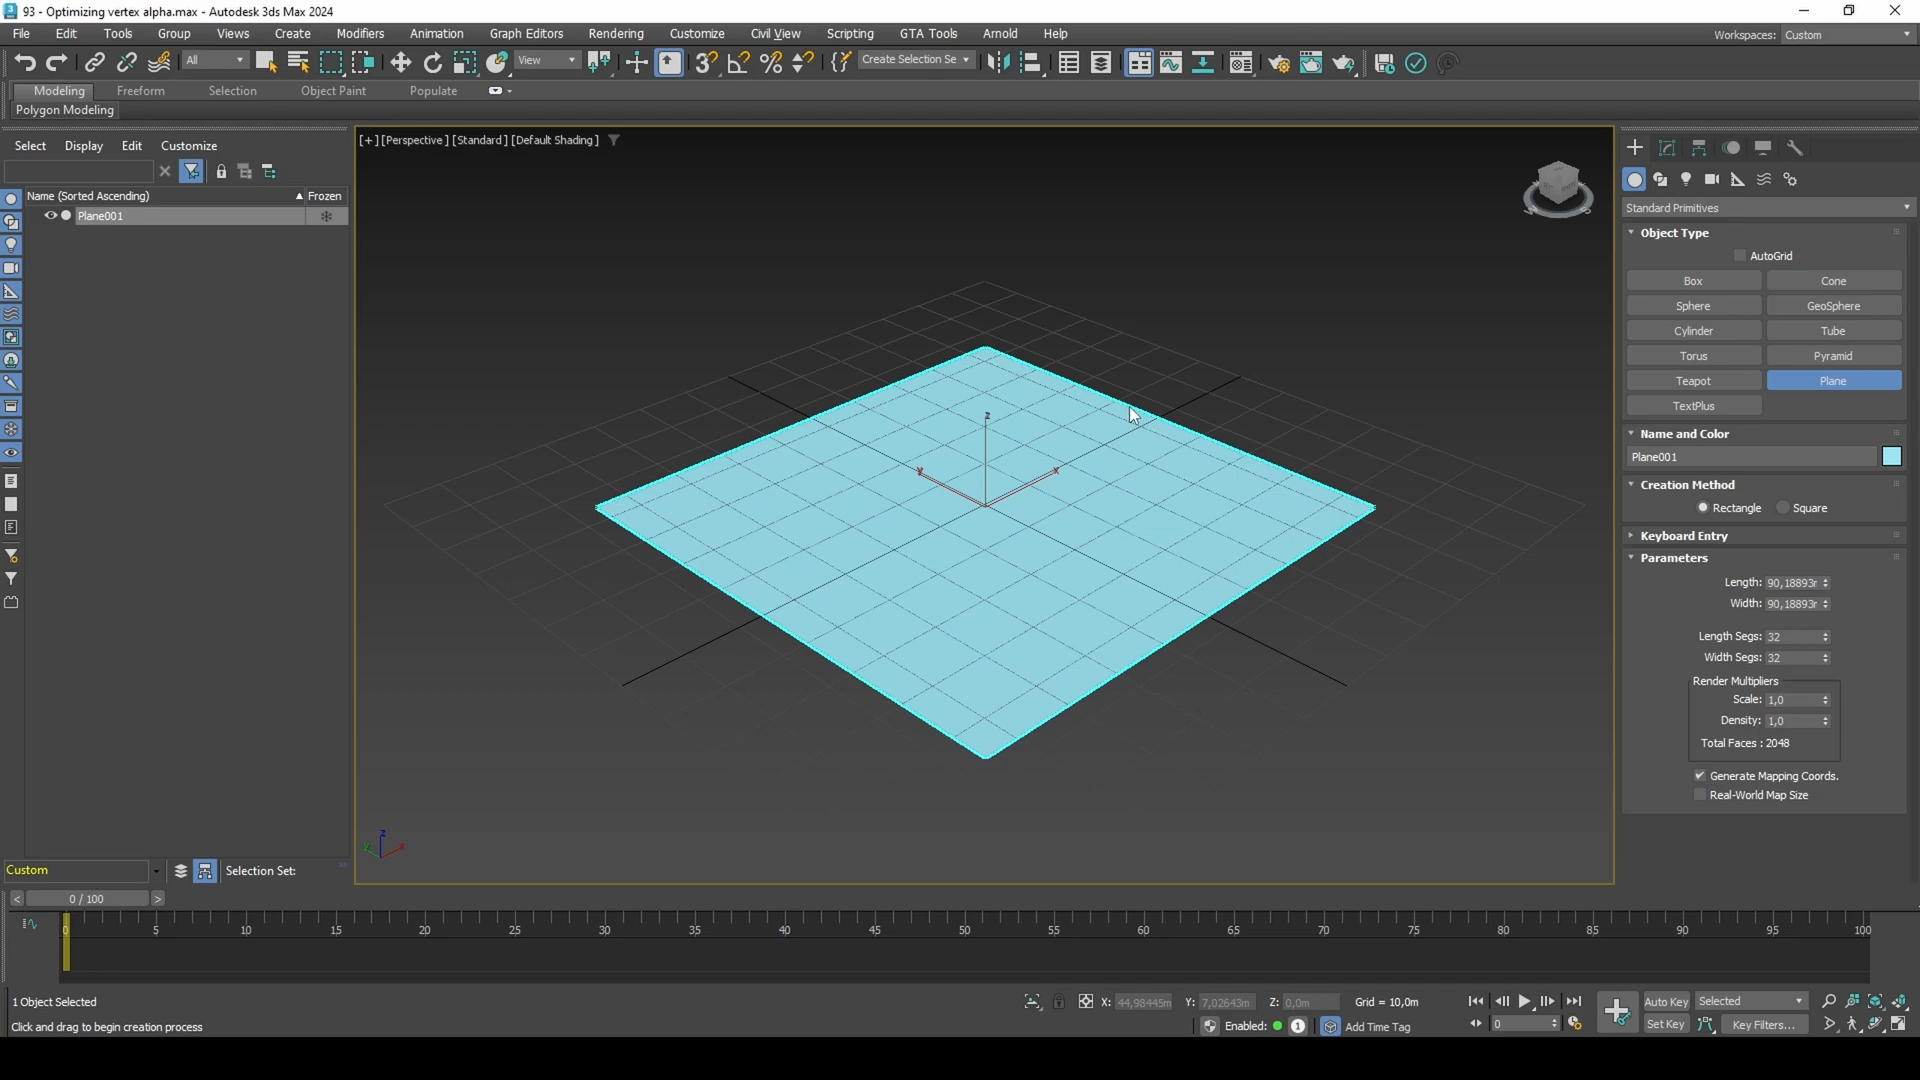 93 - Optimizing vertex alpha.max - Autodesk 3ds Max 2024
File Edit Tools Group Views Create Modifiers Animation Graph Editors Rendering Customize Civil View Scripting GTA Tools Arnold Help
Workspaces: Custom
All View Create Selection Se
Modeling Freeform Selection Object Paint Populate
Polygon Modeling
Select Display Edit Customize
[+] [Perspective] [Standard] [Default Shading]
Name (Sorted Ascending) Frozen
Plane001
Standard Primitives
Object Type
AutoGrid
Box Cone
Sphere GeoSphere
Cylinder Tube
Torus Pyramid
Teapot Plane
TextPlus
Name and Color
Plane001
Creation Method
Rectangle Square
Keyboard Entry
Parameters
Length: 90,18893r
Width: 90,18893r
Length Segs: 32
Width Segs: 32
Render Multipliers
Scale: 1,0
Density: 1,0
Total Faces : 2048
Generate Mapping Coords.
Real-World Map Size
z
y x
z
y x
Custom Selection Set:
< 0 / 100 >
0 5 10 15 20 25 30 35 40 45 50 55 60 65 70 75 80 85 90 95 100
1 Object Selected
X: 44,98445m Y: 7,02643m Z: 0,0m Grid = 10,0m
Auto Key Selected
Click and drag to begin creation process
Enabled: 1 Add Time Tag
0
Set Key Key Filters...